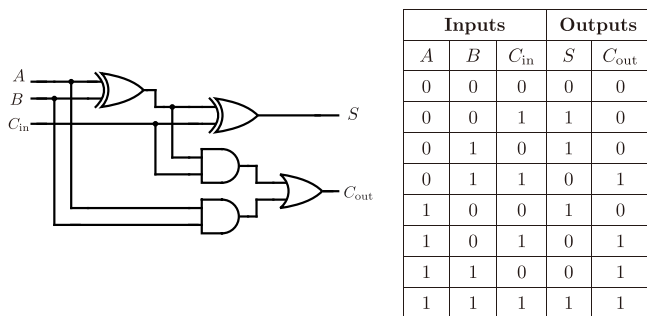 A
B
C_in
S
C_out
Inputs Outputs
A B C_in S C_out
0 0 0 0 0
0 0 1 1 0
0 1 0 1 0
0 1 1 0 1
1 0 0 1 0
1 0 1 0 1
1 1 0 0 1
1 1 1 1 1